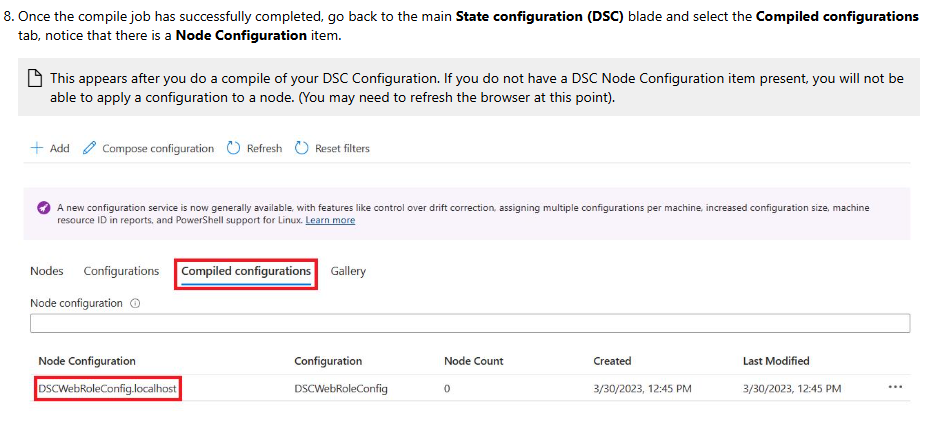 8. Once the compile job has successfully completed, go back to the main State configuration (DSC) blade and select the Compiled configurations
tab, notice that there is a Node Configuration item.
This appears after you do a compile of your DSC Configuration. If you do not have a DSC Node Configuration item present, you will not be
able to apply a configuration to a node. (You may need to refresh the browser at this point).
Add Compose configuration Refresh Reset filters
A new configuration service is now generally available, with features like control over drift correction, assigning multiple configurations per machine, increased configuration size, machine
resource ID in reports, and PowerShell support for Linux. Learn more
Nodes Configurations Compiled configurations Gallery
Node configuration
Node Configuration Configuration Node Count Created Last Modified
DSCWebRoleConfig.localhost DSCWebRoleConfig 0 3/30/2023, 12:45 PM 3/30/2023, 12:45 PM